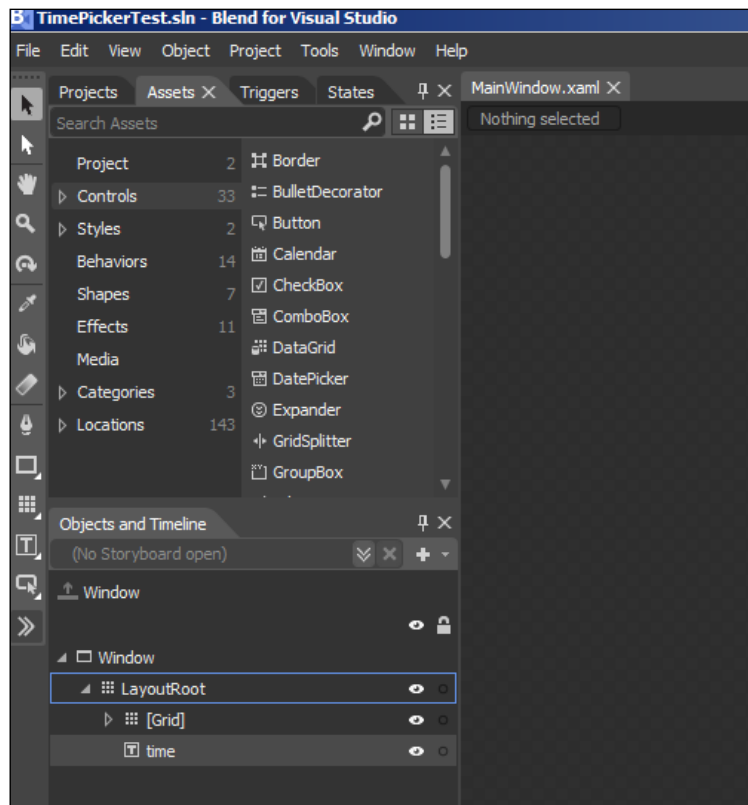 TimePickerTest.sln - Blend for Visual Studio
File Edit View Object Project Tools Window Help
Projects Assets Triggers States
MainWindow.xaml
Search Assets
Nothing selected
Project 2
Controls 33
Styles 2
Behaviors 14
Shapes 7
Effects 11
Media
Categories 3
Locations 143
Border
BulletDecorator
Button
Calendar
CheckBox
ComboBox
DataGrid
DatePicker
Expander
GridSplitter
GroupBox
Objects and Timeline
(No Storyboard open)
Window
Window
LayoutRoot
[Grid]
time